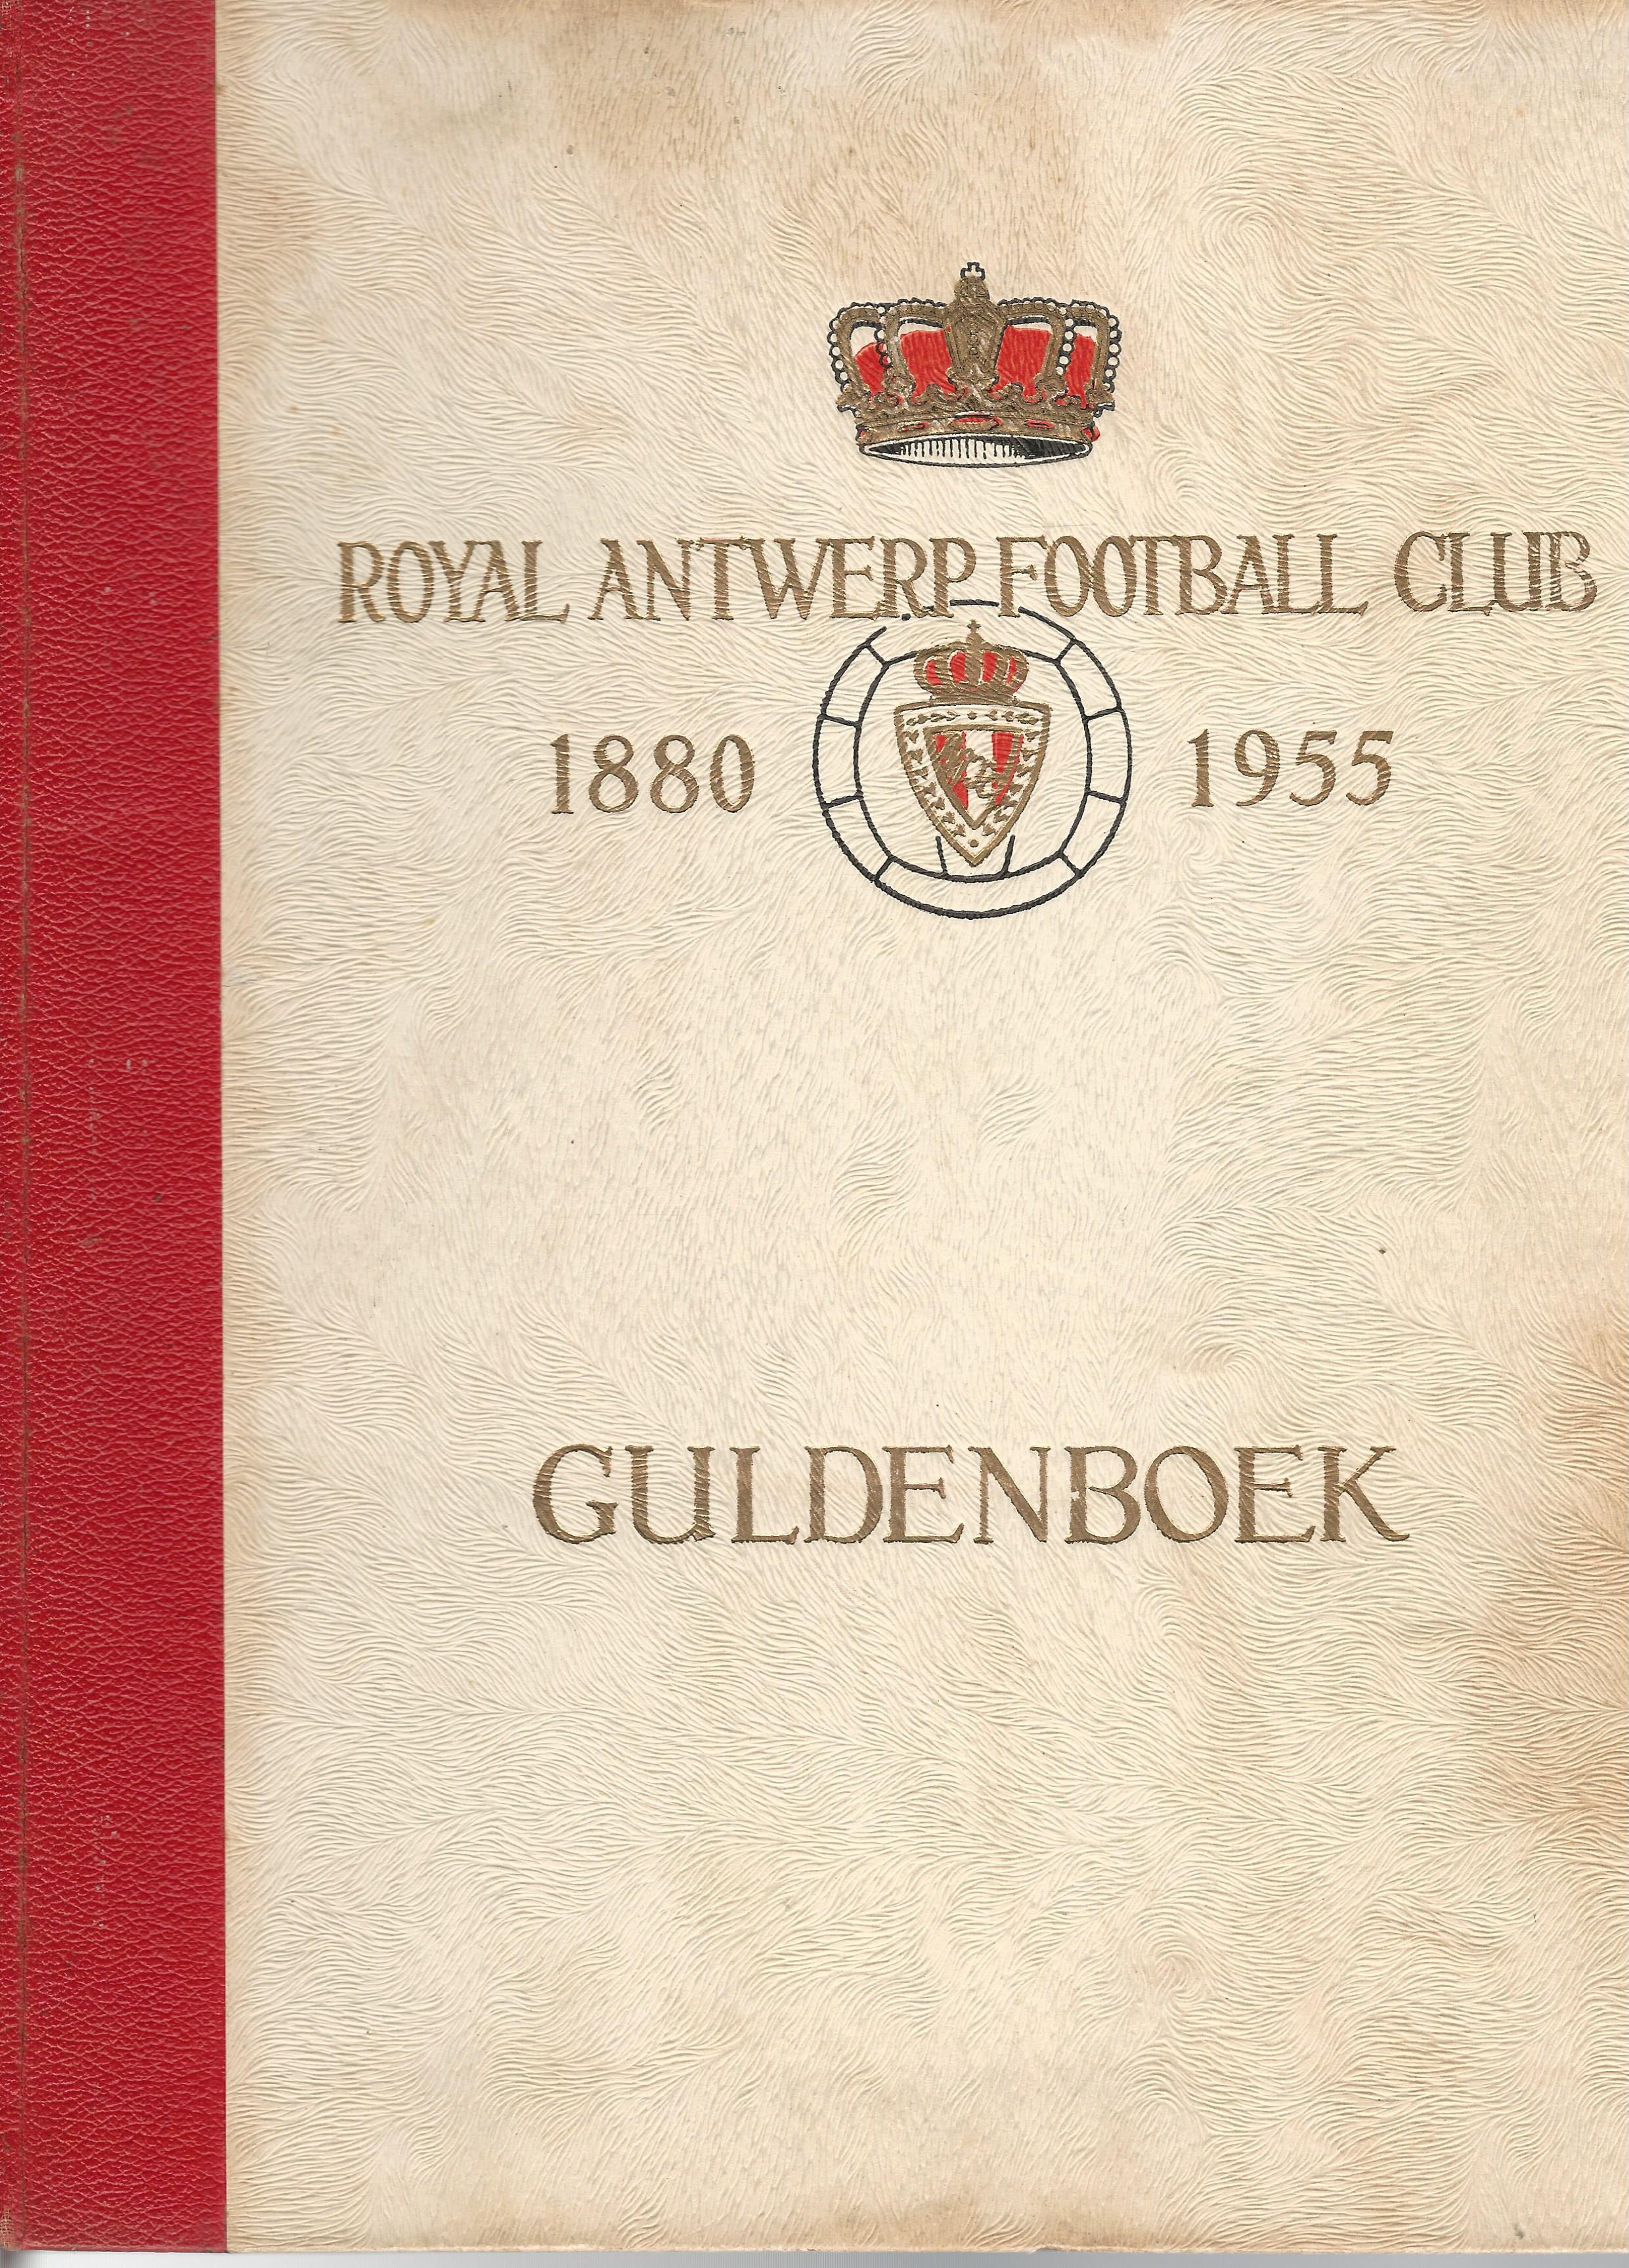 ROYAL ANTWERP FOOTBALL CLUB
1880 1955
GULDENBOEK